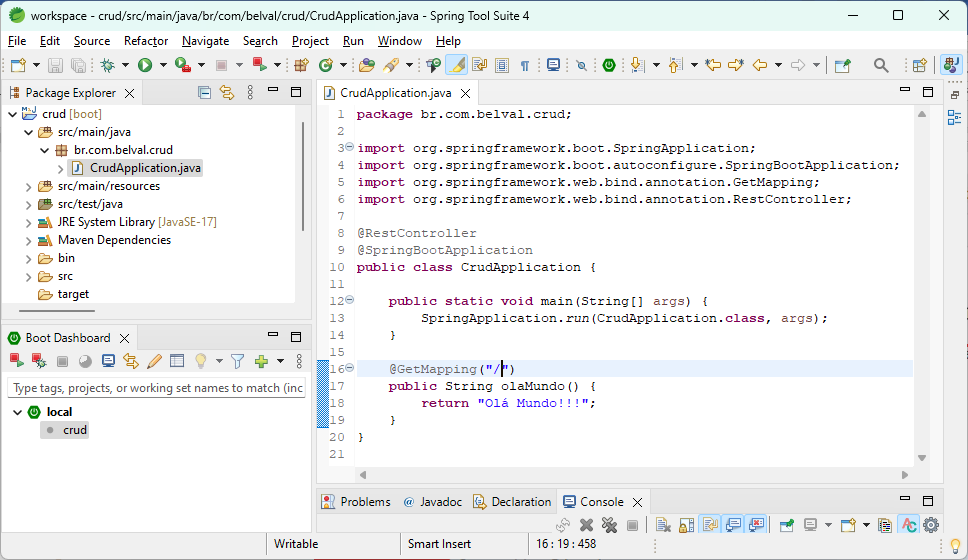 workspace - crud/src/main/java/br/com/belval/crud/CrudApplication.java - Spring Tool Suite 4
File Edit Source Refactor Navigate Search Project Run Window Help
Package Explorer
crud [boot]
src/main/java
br.com.belval.crud
CrudApplication.java
src/main/resources
src/test/java
JRE System Library [JavaSE-17]
Maven Dependencies
bin
src
target
Boot Dashboard
Type tags, projects, or working set names to match (inc
local
crud
CrudApplication.java
1 package br.com.belval.crud;
2
3 import org.springframework.boot.SpringApplication;
4 import org.springframework.boot.autoconfigure.SpringBootApplication;
5 import org.springframework.web.bind.annotation.GetMapping;
6 import org.springframework.web.bind.annotation.RestController;
7
8 @RestController
9 @SpringBootApplication
10 public class CrudApplication {
11
12 public static void main(String[] args) {
13 SpringApplication.run(CrudApplication.class, args);
14 }
15
16 @GetMapping("/")
17 public String olaMundo() {
18 return "Olá Mundo!!!";
19 }
20 }
21
Problems @ Javadoc Declaration Console
Writable Smart Insert 16 : 19 : 458